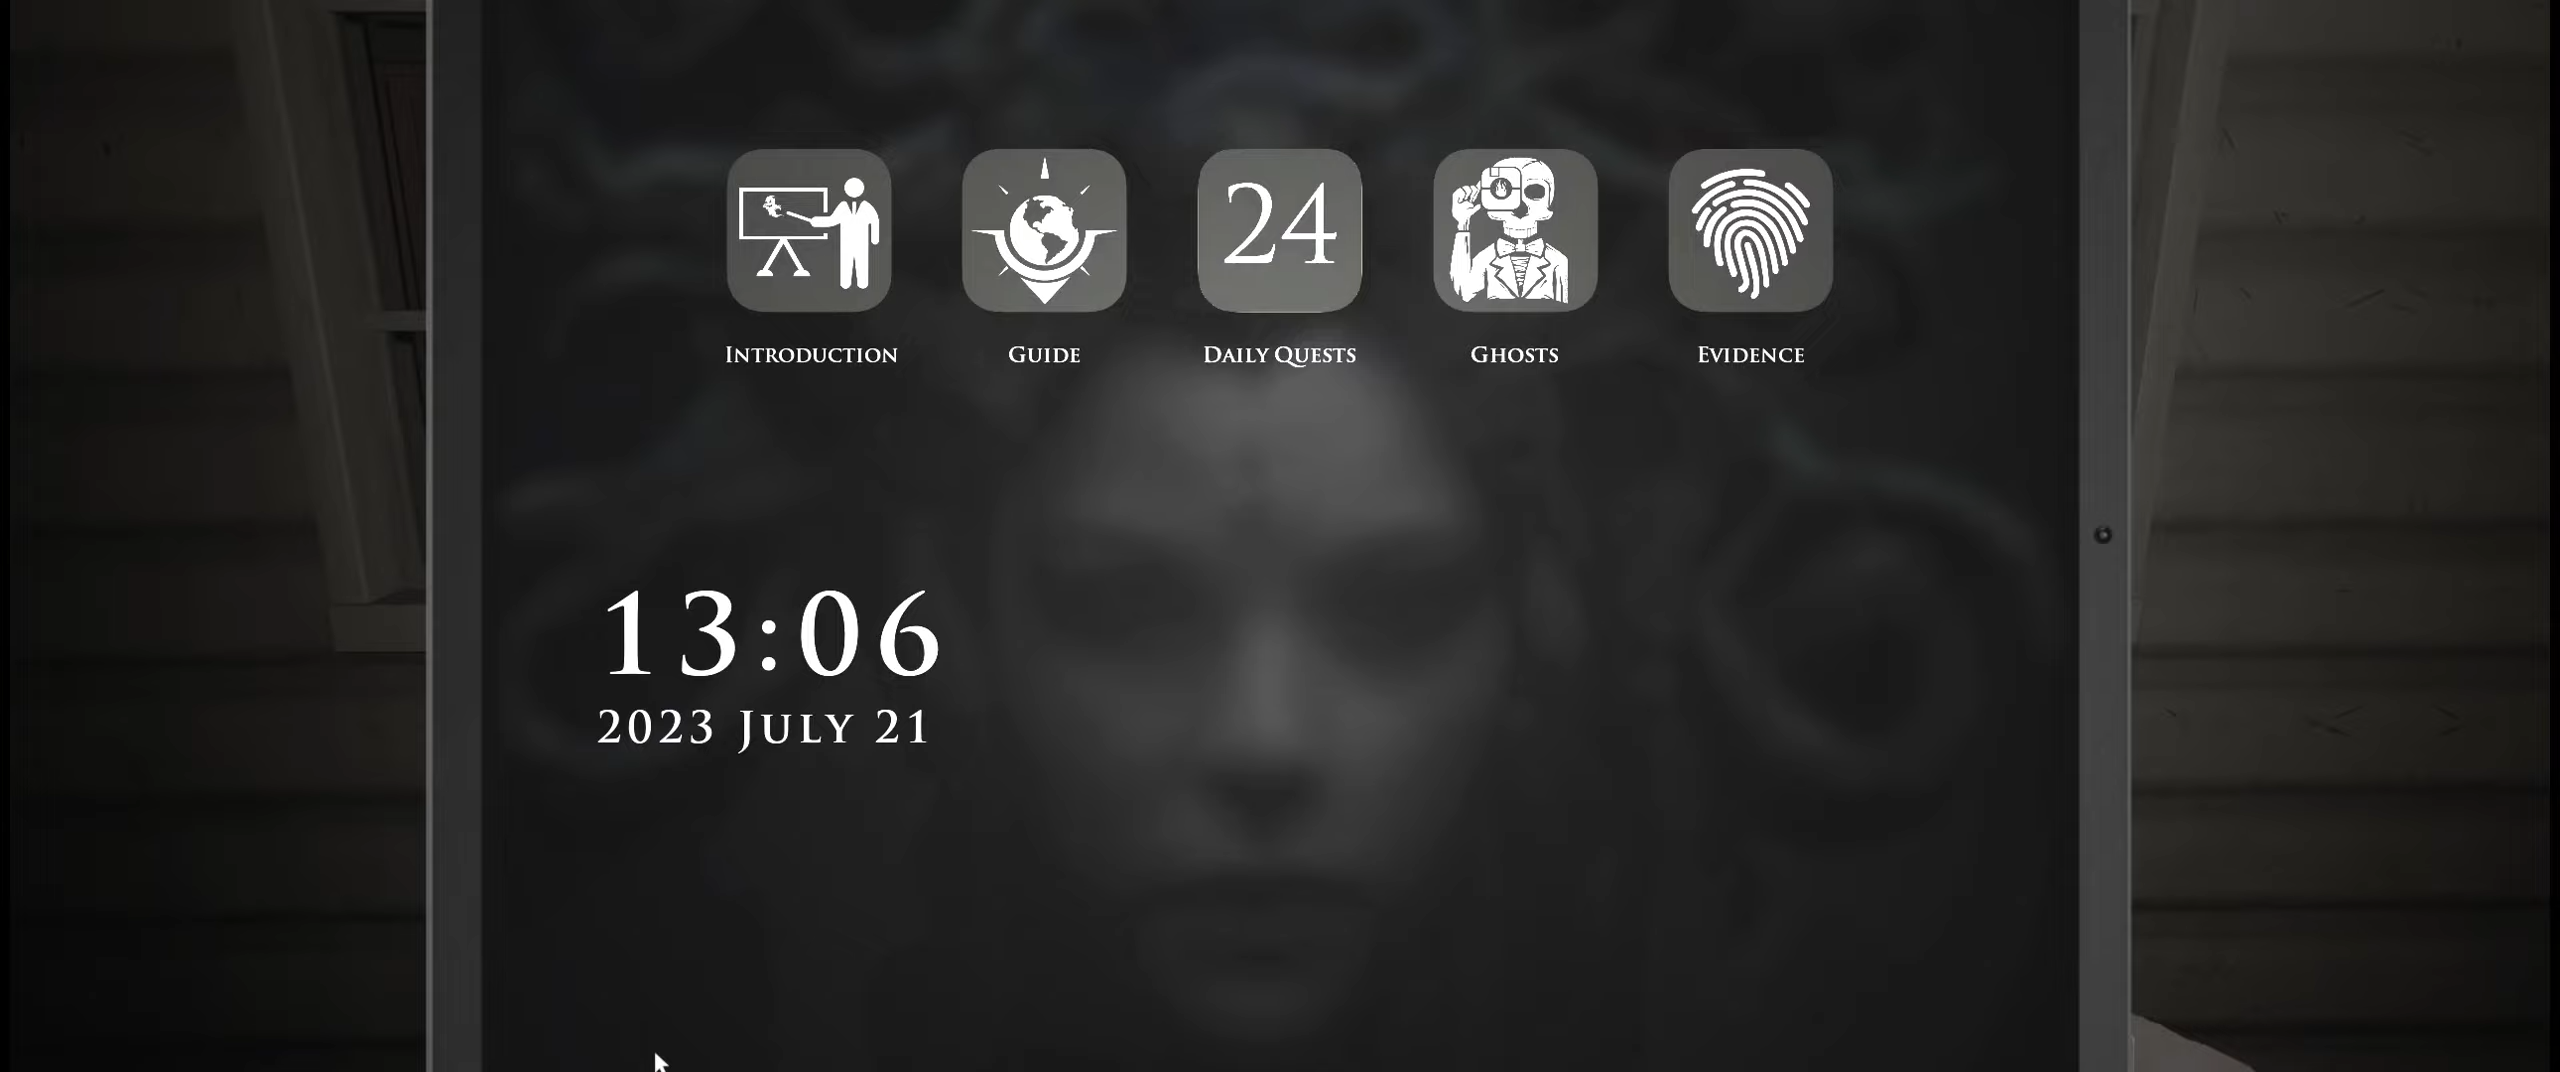 24
Introduction
Guide
Daily Quests
Ghosts
Evidence
13:06
2023 July 21